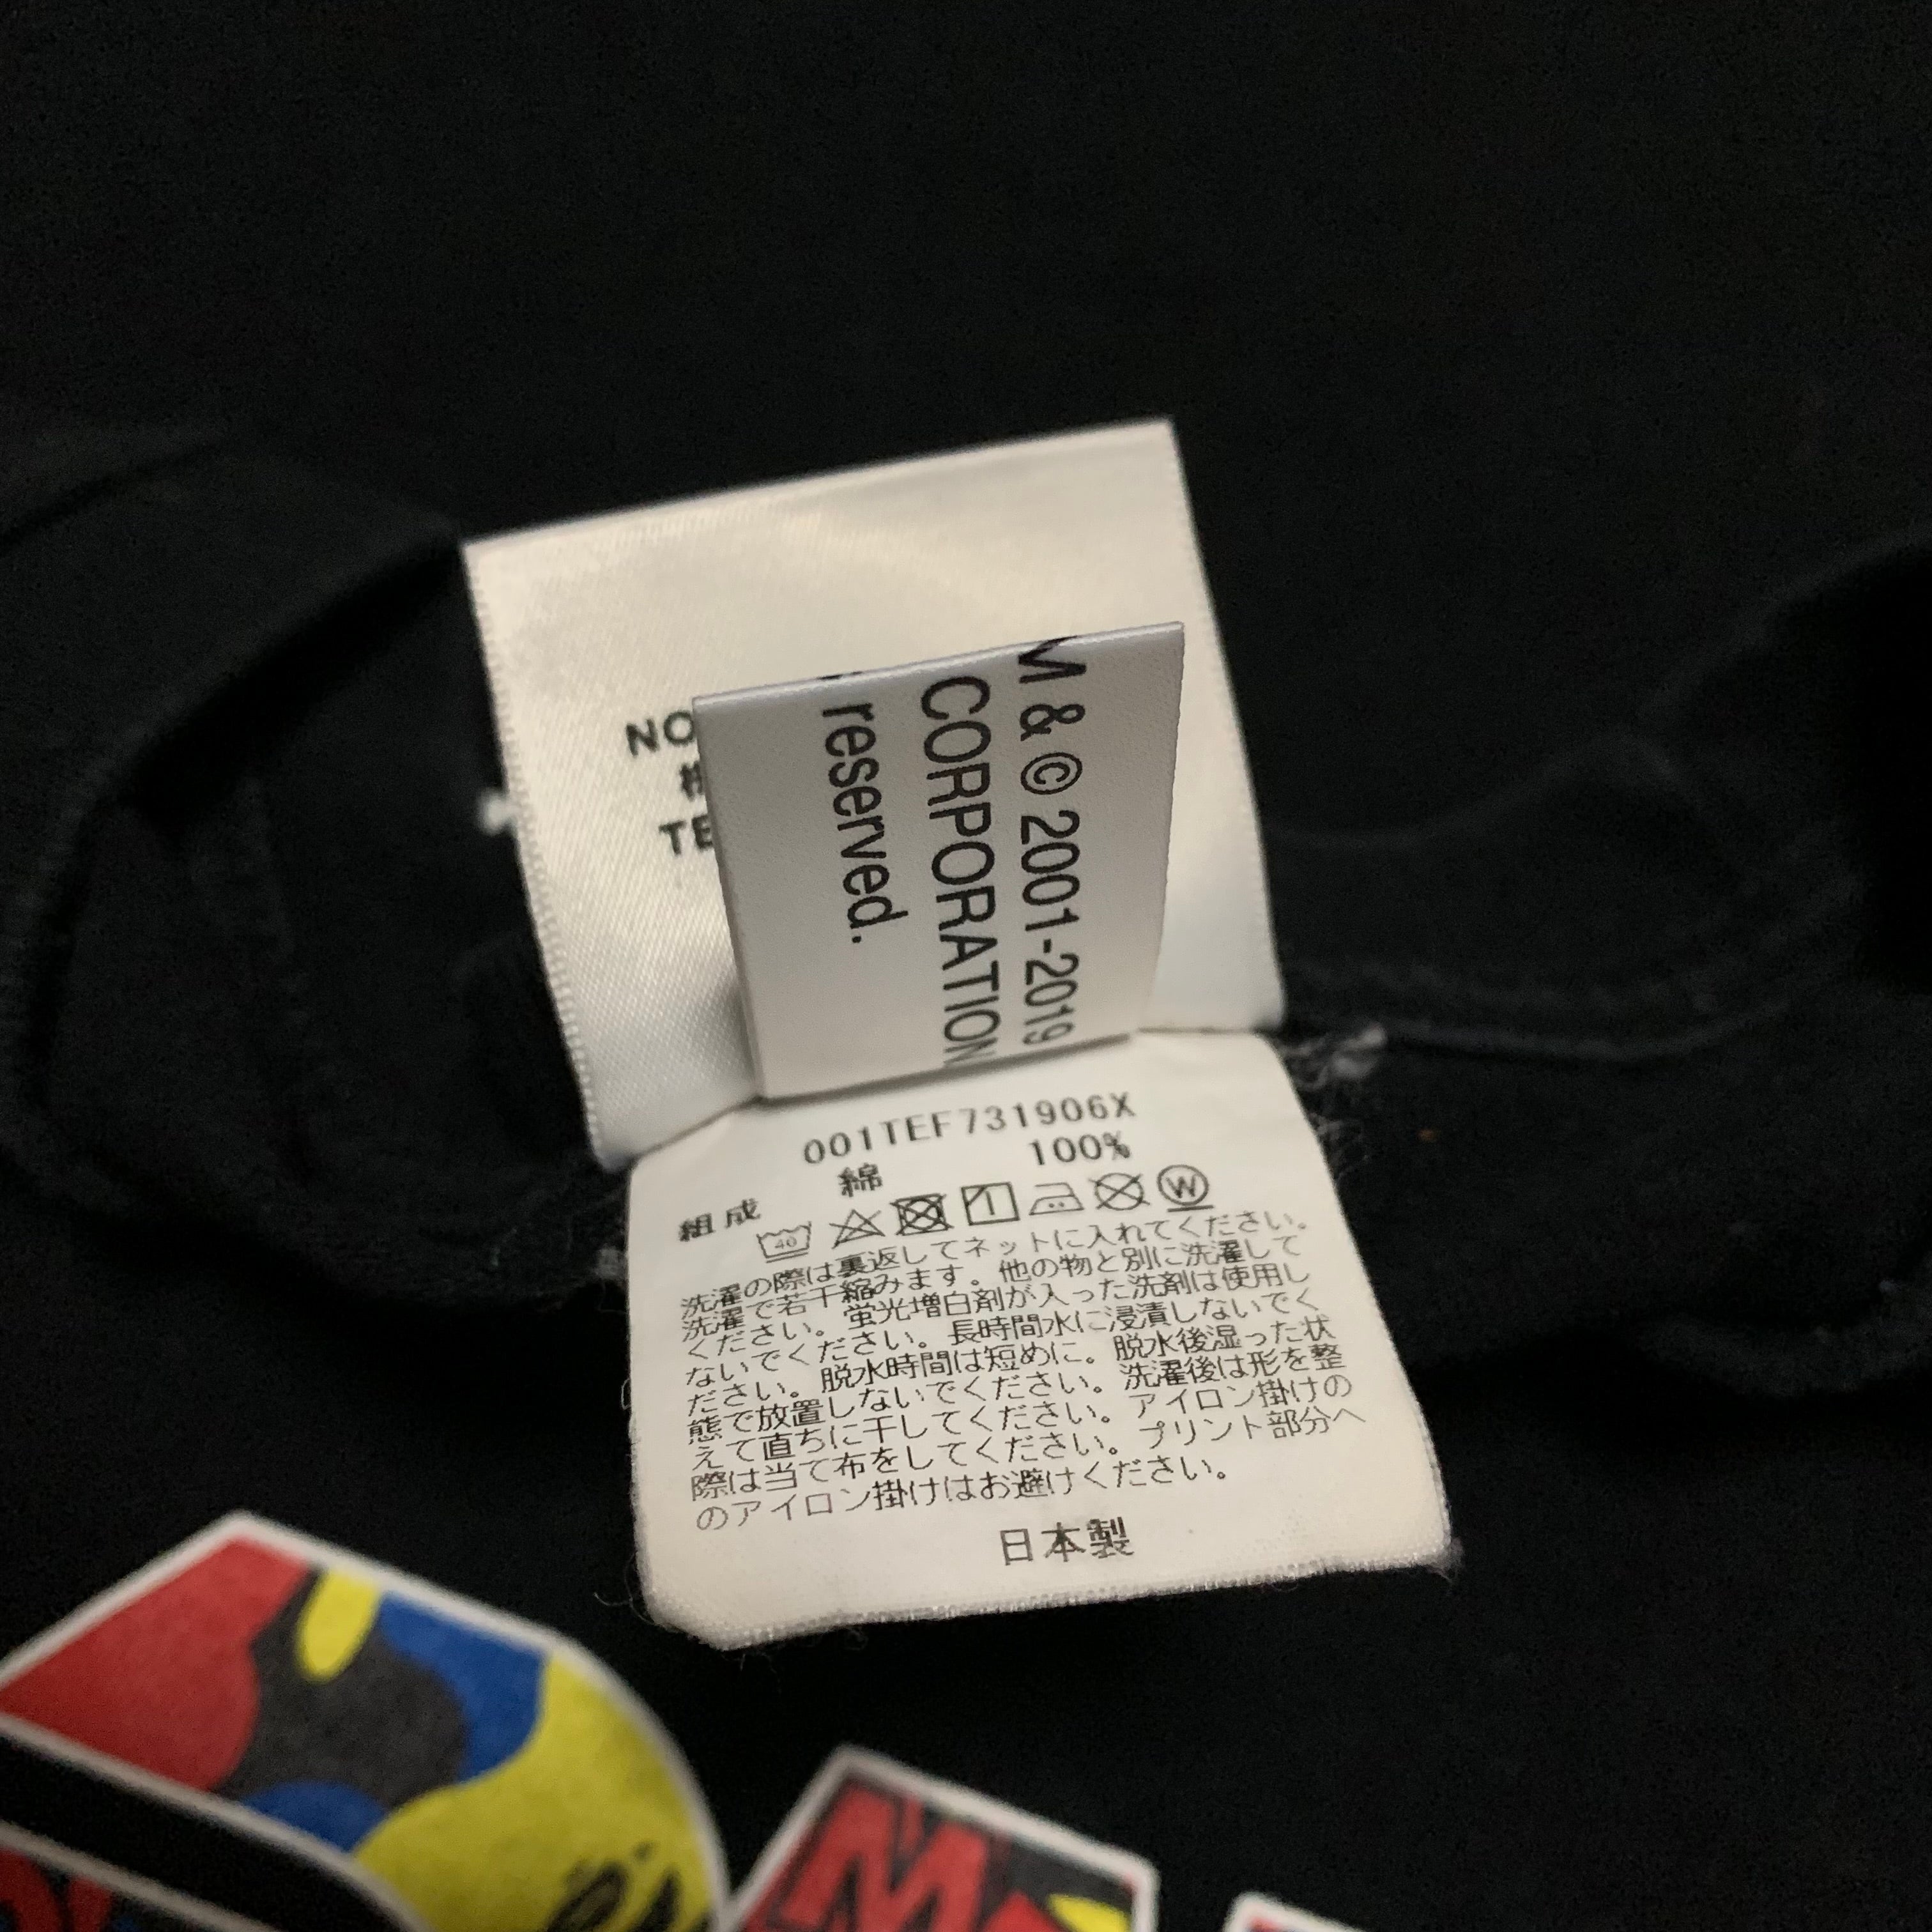 NO
TE
M & © 2001-2019
CORPORATION
reserved.
001TEF731906X
組成 綿 100%
40
W
洗濯の際は裏返してネットに入れてください。
洗濯で若干縮みます。他の物と別に洗濯して
ください。蛍光増白剤が入った洗剤は使用し
ないでください。長時間水に浸漬しないでく
ださい。脱水時間は短めに。脱水後湿った状
態で放置しないでください。洗濯後は形を整
えて直ちに干してください。アイロン掛けの
際は当て布をしてください。プリント部分へ
のアイロン掛けはお避けください。
日本製